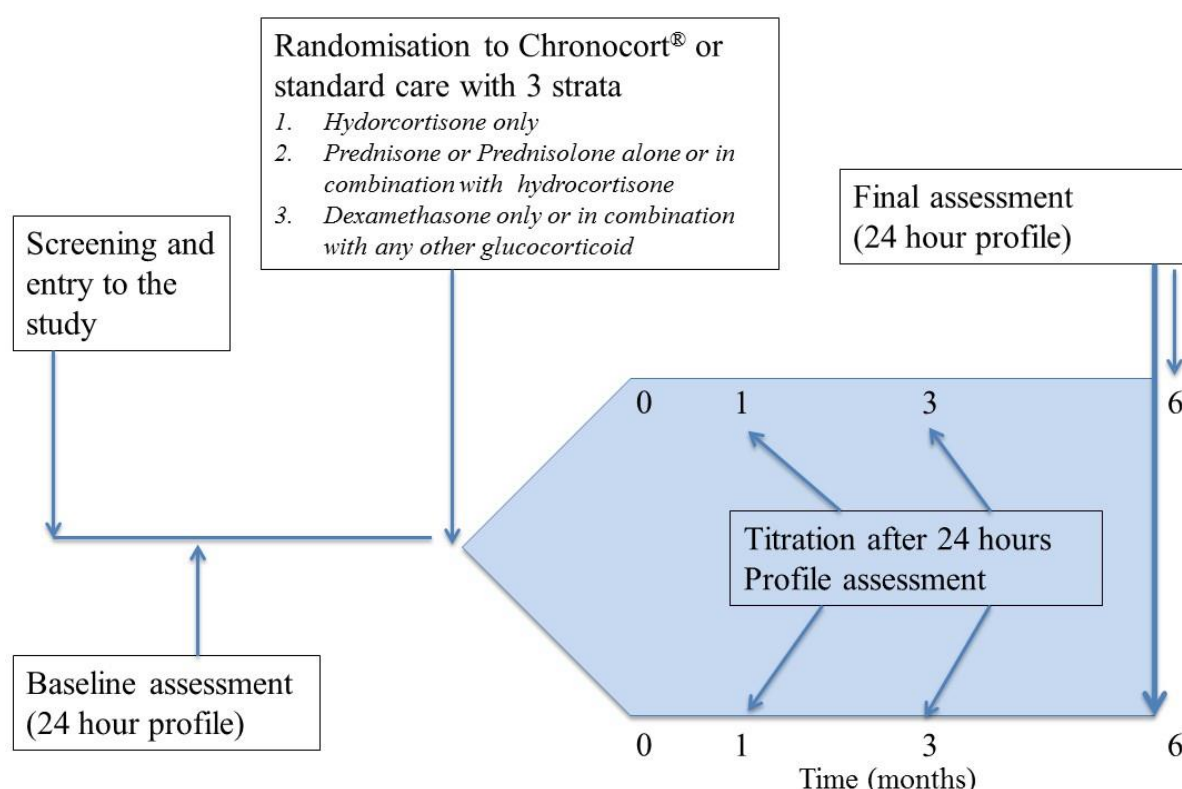 Randomisation to Chronocort® or
standard care with 3 strata
1. Hydorcortisone only
2. Prednisone or Prednisolone alone or in
combination with hydrocortisone
3. Dexamethasone only or in combination
with any other glucocorticoid
Final assessment
(24 hour profile)
Screening and
entry to the
study
0 1 3 6
Titration after 24 hours
Profile assessment
Baseline assessment
(24 hour profile)
0 1 3 6
Time (months)